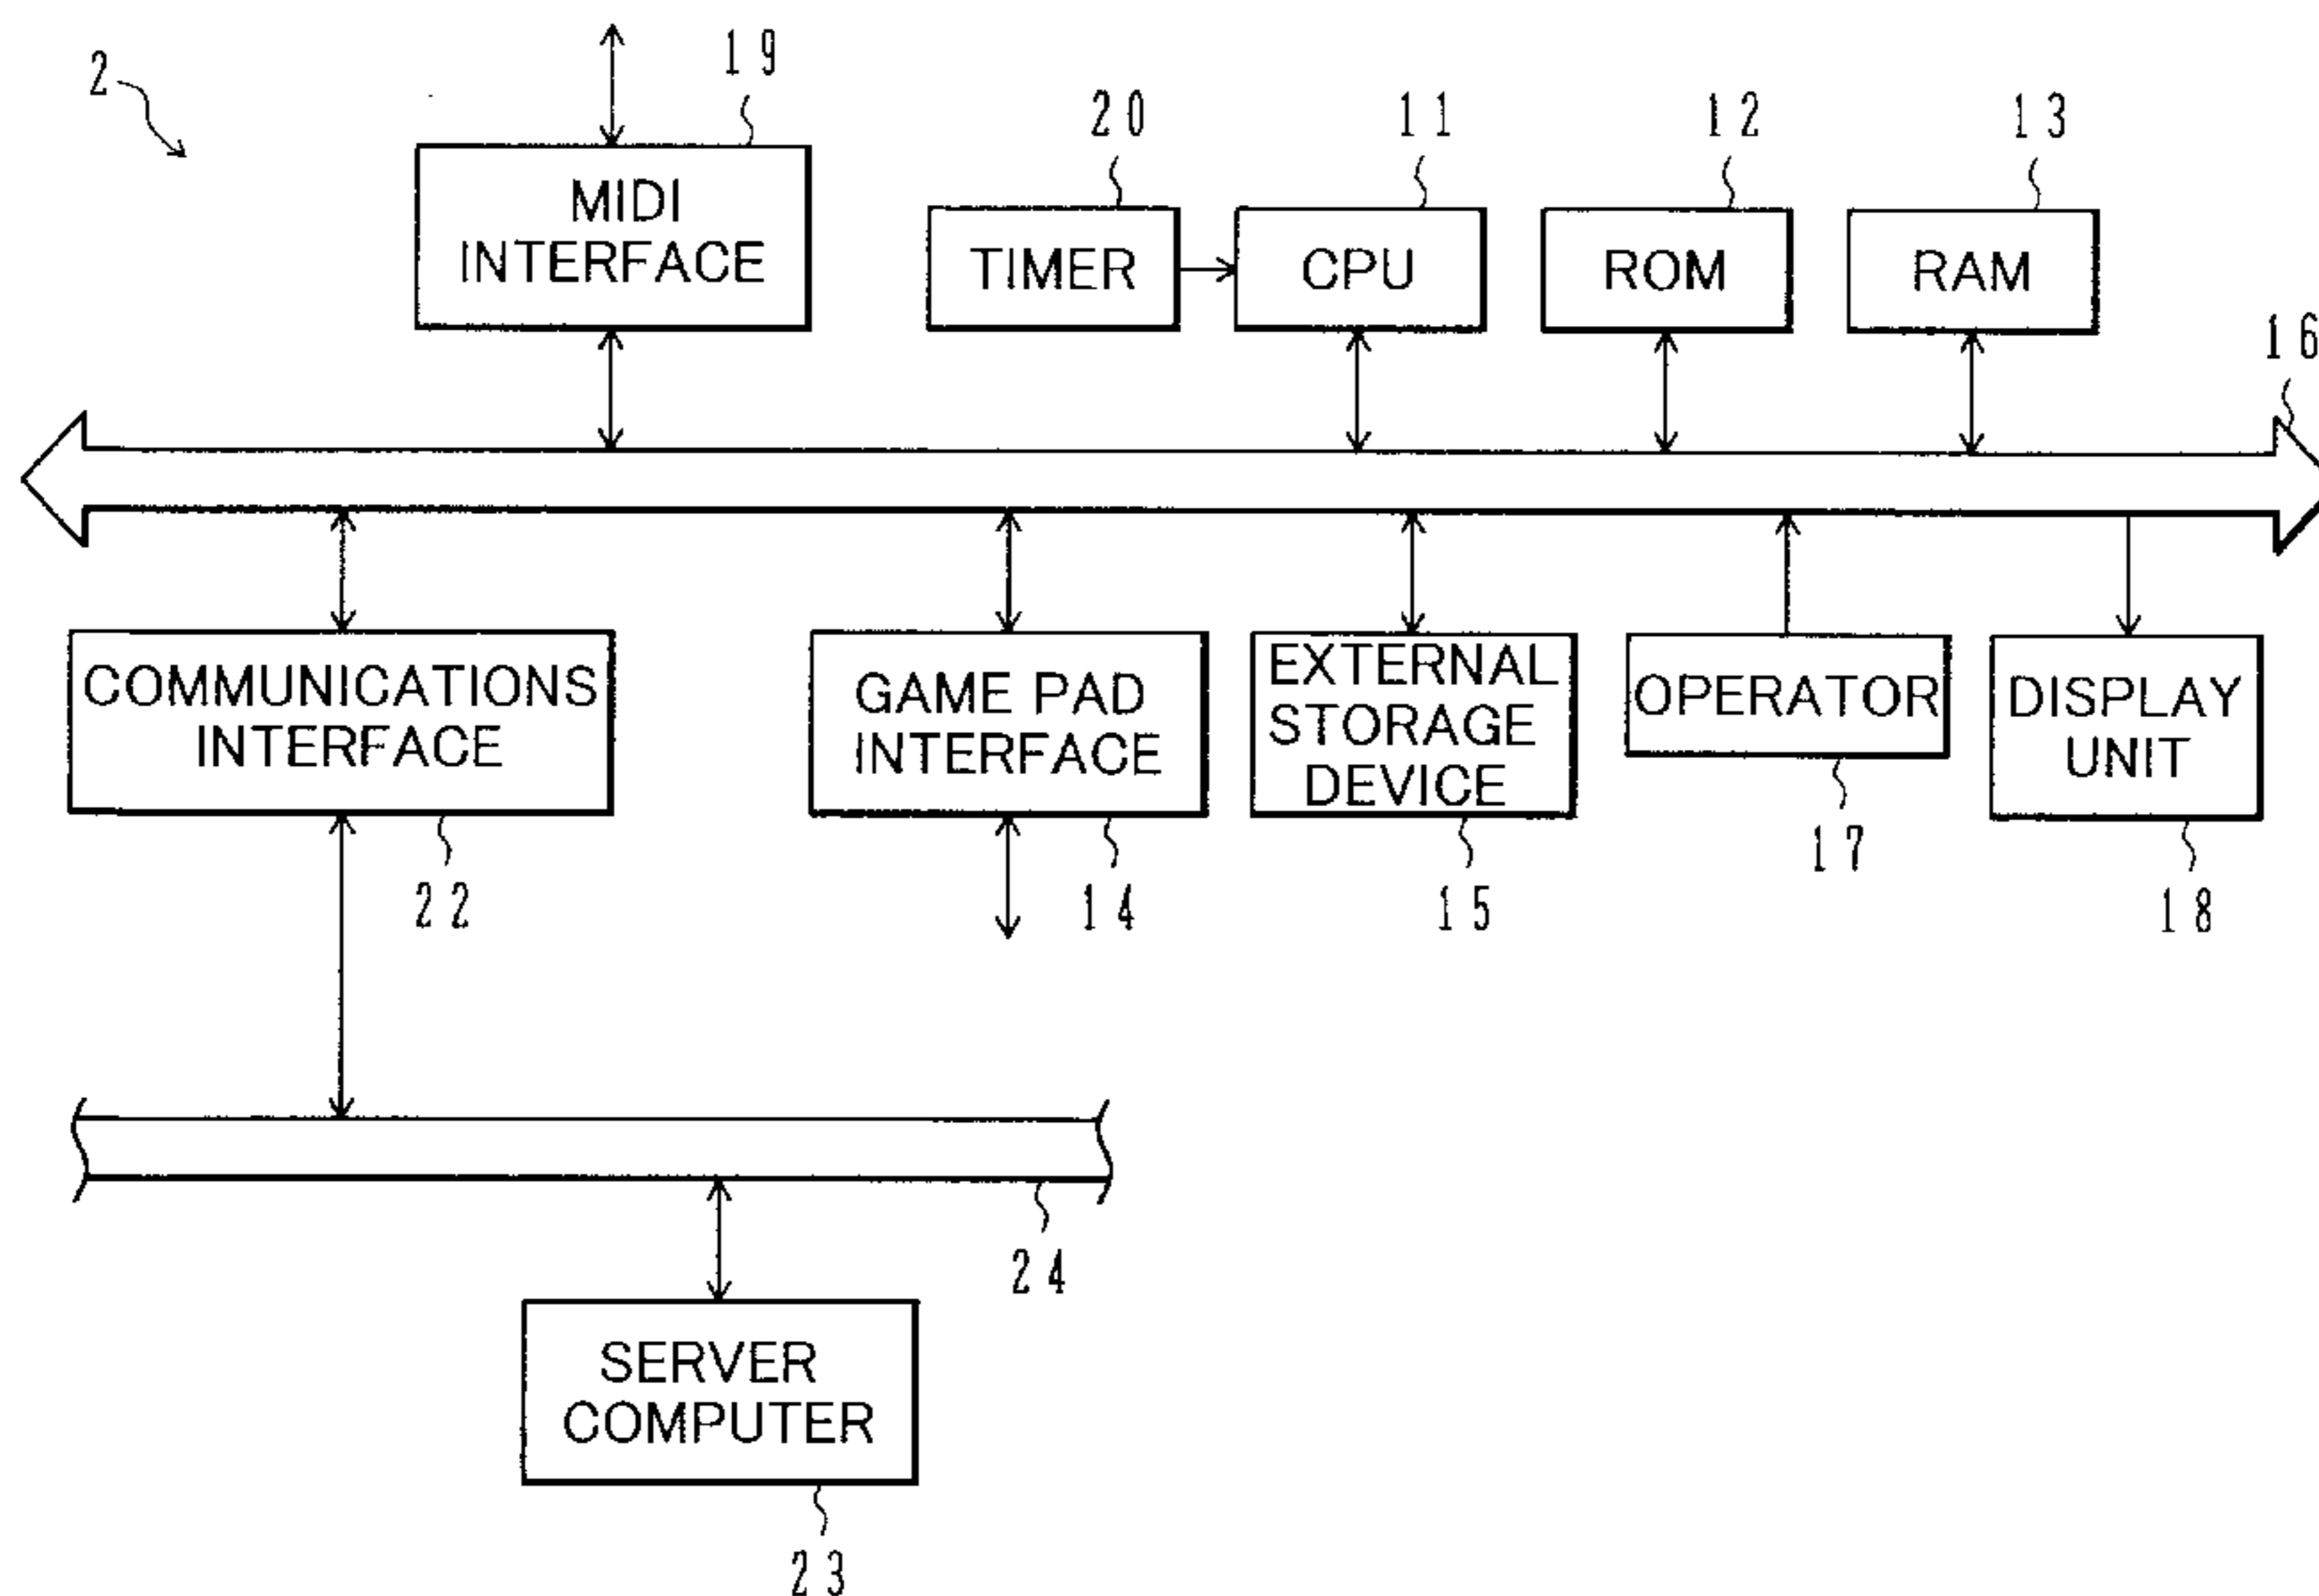 2
19
MIDI
INTERFACE
20
11
12
13
TIMER
CPU
ROM
RAM
16
COMMUNICATIONS
INTERFACE
GAME PAD
INTERFACE
EXTERNAL
STORAGE
DEVICE
OPERATOR
DISPLAY
UNIT
22
14
15
17
18
24
SERVER
COMPUTER
23